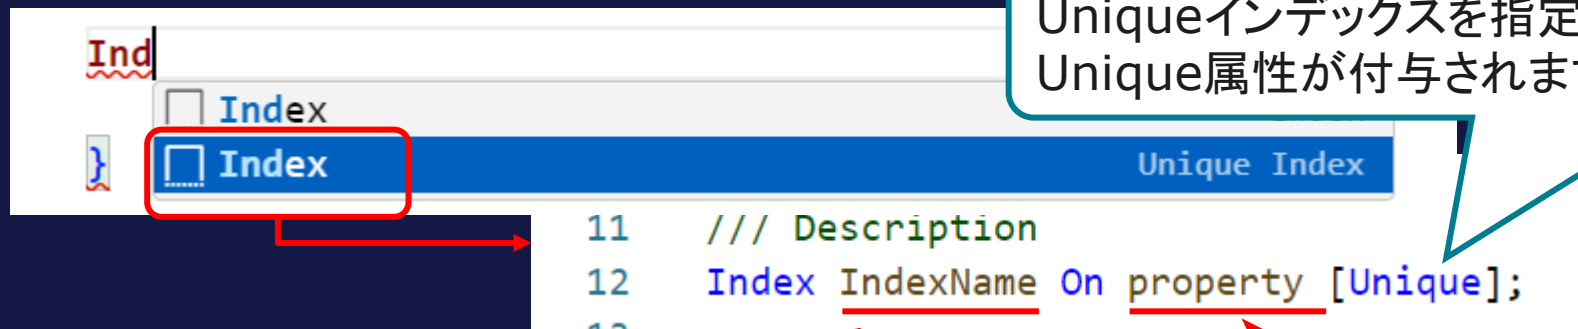 Uniqueインデックスを指定
Unique属性が付与されま
Ind
Index
Index Unique Index
}
11 /// Description
12 Index IndexName On property [Unique];